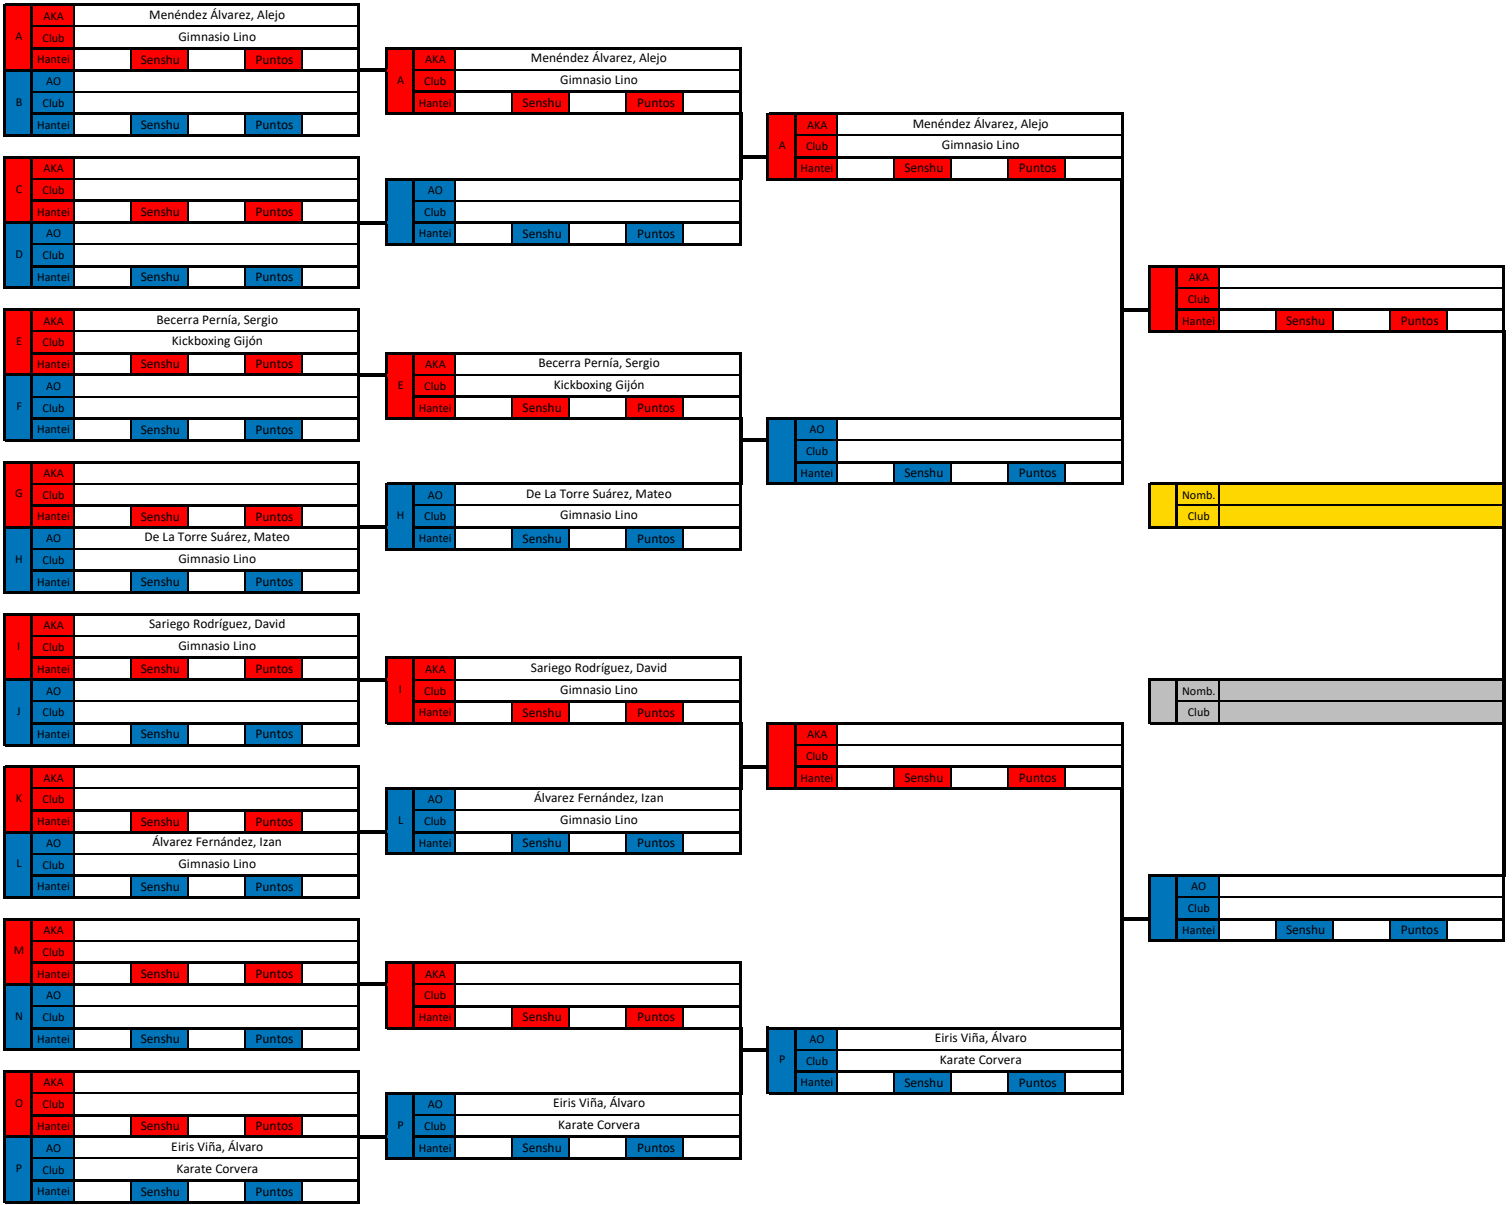 A
AKA Menéndez Álvarez, Alejo
Club Gimnasio Lino
Hantei Senshu Puntos
B
AO
Club
Hantei Senshu Puntos
C
AKA
Club
Hantei Senshu Puntos
D
AO
Club
Hantei Senshu Puntos
E
AKA Becerra Pernía, Sergio
Club Kickboxing Gijón
Hantei Senshu Puntos
F
AO
Club
Hantei Senshu Puntos
G
AKA
Club
Hantei Senshu Puntos
H
AO De La Torre Suárez, Mateo
Club Gimnasio Lino
Hantei Senshu Puntos
I
AKA Sariego Rodríguez, David
Club Gimnasio Lino
Hantei Senshu Puntos
J
AO
Club
Hantei Senshu Puntos
K
AKA
Club
Hantei Senshu Puntos
L
AO Álvarez Fernández, Izan
Club Gimnasio Lino
Hantei Senshu Puntos
M
AKA
Club
Hantei Senshu Puntos
N
AO
Club
Hantei Senshu Puntos
O
AKA
Club
Hantei Senshu Puntos
P
AO Eiris Viña, Álvaro
Club Karate Corvera
Hantei Senshu Puntos
A
AKA Menéndez Álvarez, Alejo
Club Gimnasio Lino
Hantei Senshu Puntos
AO
Club
Hantei Senshu Puntos
E
AKA Becerra Pernía, Sergio
Club Kickboxing Gijón
Hantei Senshu Puntos
H
AO De La Torre Suárez, Mateo
Club Gimnasio Lino
Hantei Senshu Puntos
I
AKA Sariego Rodríguez, David
Club Gimnasio Lino
Hantei Senshu Puntos
L
AO Álvarez Fernández, Izan
Club Gimnasio Lino
Hantei Senshu Puntos
AKA
Club
Hantei Senshu Puntos
P
AO Eiris Viña, Álvaro
Club Karate Corvera
Hantei Senshu Puntos
A
AKA Menéndez Álvarez, Alejo
Club Gimnasio Lino
Hantei Senshu Puntos
AO
Club
Hantei Senshu Puntos
AKA
Club
Hantei Senshu Puntos
P
AO Eiris Viña, Álvaro
Club Karate Corvera
Hantei Senshu Puntos
AKA
Club
Hantei Senshu Puntos
Nomb.
Club
Nomb.
Club
AO
Club
Hantei Senshu Puntos